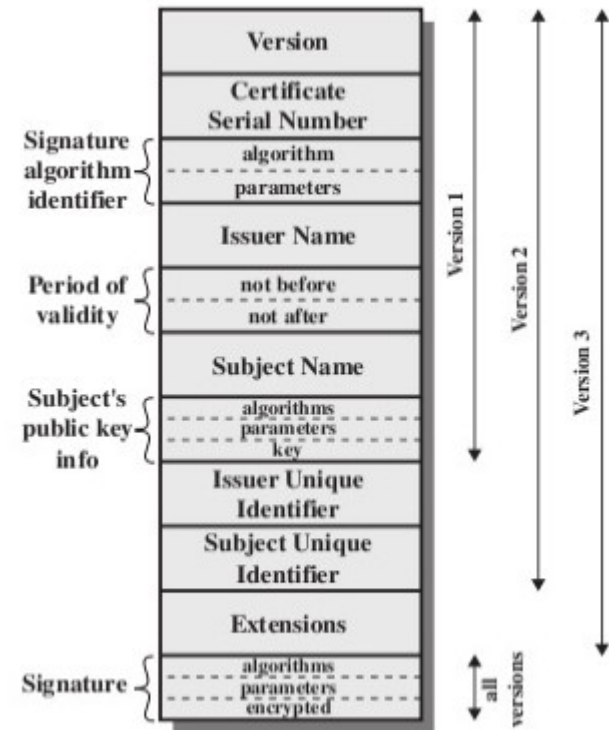 Version
Certificate
Serial Number
Signature
algorithm
identifier
algorithm
parameters
Issuer Name
Period of
validity
not before
not after
Subject Name
Subject's
public key
info
algorithms
parameters
key
Issuer Unique
Identifier
Subject Unique
Identifier
Extensions
Signature
algorithms
parameters
encrypted
Version 1
Version 2
Version 3
all
versions